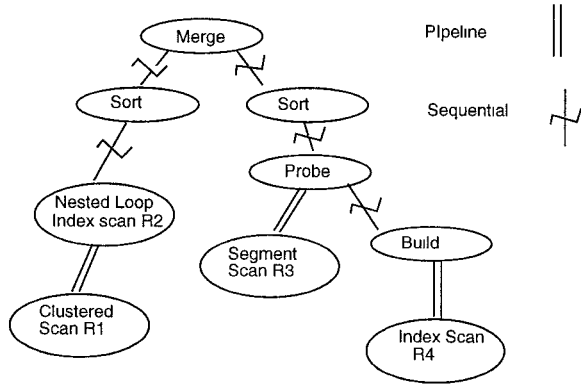 Merge
Pipeline
Sort
Sort
Sequential
Probe
Nested Loop
Index scan R2
Segment
Scan R3
Build
Clustered
Scan R1
Index Scan
R4